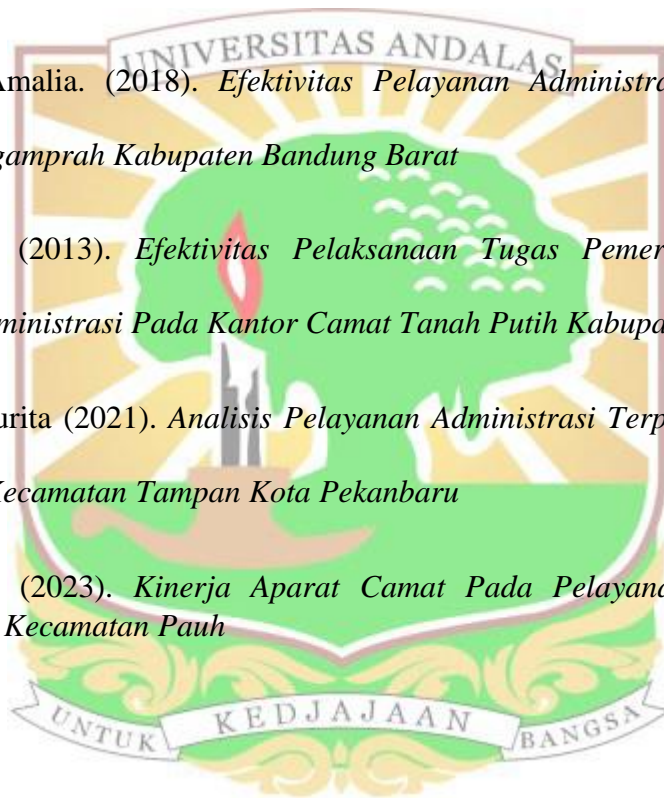 UNIVERSITAS ANDALAS
Amalia. (2018). Efektivitas Pelayanan Administra
gamprah Kabupaten Bandung Barat
(2013). Efektivitas Pelaksanaan Tugas Pemer
ministrasi Pada Kantor Camat Tanah Putih Kabupa
urita (2021). Analisis Pelayanan Administrasi Terp
Kecamatan Tampan Kota Pekanbaru
(2023). Kinerja Aparat Camat Pada Pelayana
Kecamatan Pauh
UNTUK KEDJAJAAN BANGSA